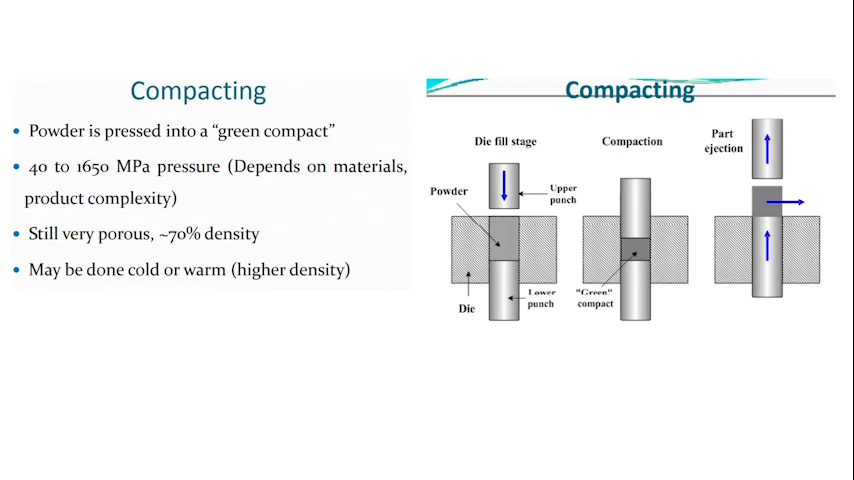 Compacting
• Powder is pressed into a “green compact”
• 40 to 1650 MPa pressure (Depends on materials,
product complexity)
• Still very porous, ~70% density
• May be done cold or warm (higher density)
Compacting
Die fill stage
Compaction
Part
ejection
Powder
Upper
punch
Die
Lower
punch
"Green"
compact